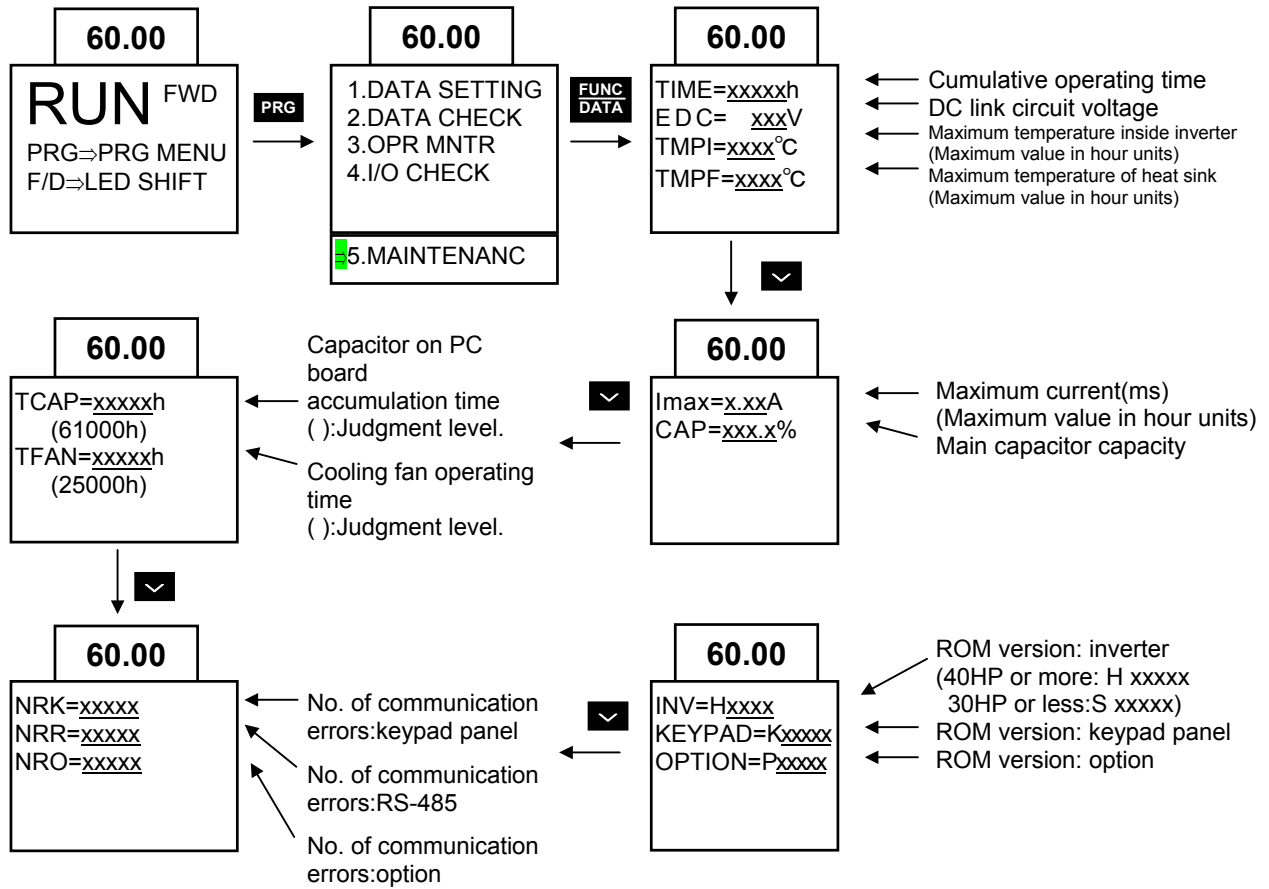 60.00
RUN FWD
PRG⇒PRG MENU
F/D⇒LED SHIFT
PRG
60.00
1.DATA SETTING
2.DATA CHECK
3.OPR MNTR
4.I/O CHECK
⇒5.MAINTENANC
FUNC
DATA
60.00
TIME=xxxxxh
EDC= xxxV
TMPI=xxxx°C
TMPF=xxxx°C
Cumulative operating time
DC link circuit voltage
Maximum temperature inside inverter
(Maximum value in hour units)
Maximum temperature of heat sink
(Maximum value in hour units)
60.00
TCAP=xxxxxh
(61000h)
TFAN=xxxxxh
(25000h)
Capacitor on PC
board
accumulation time
( ):Judgment level.
Cooling fan operating
time
( ):Judgment level.
60.00
Imax=x.xxA
CAP=xxx.x%
Maximum current(ms)
(Maximum value in hour units)
Main capacitor capacity
60.00
NRK=xxxxx
NRR=xxxxx
NRO=xxxxx
No. of communication
errors:keypad panel
No. of communication
errors:RS-485
No. of communication
errors:option
60.00
INV=Hxxxx
KEYPAD=Kxxxxx
OPTION=Pxxxxx
ROM version: inverter
(40HP or more: H xxxxx
30HP or less:S xxxxx)
ROM version: keypad panel
ROM version: option